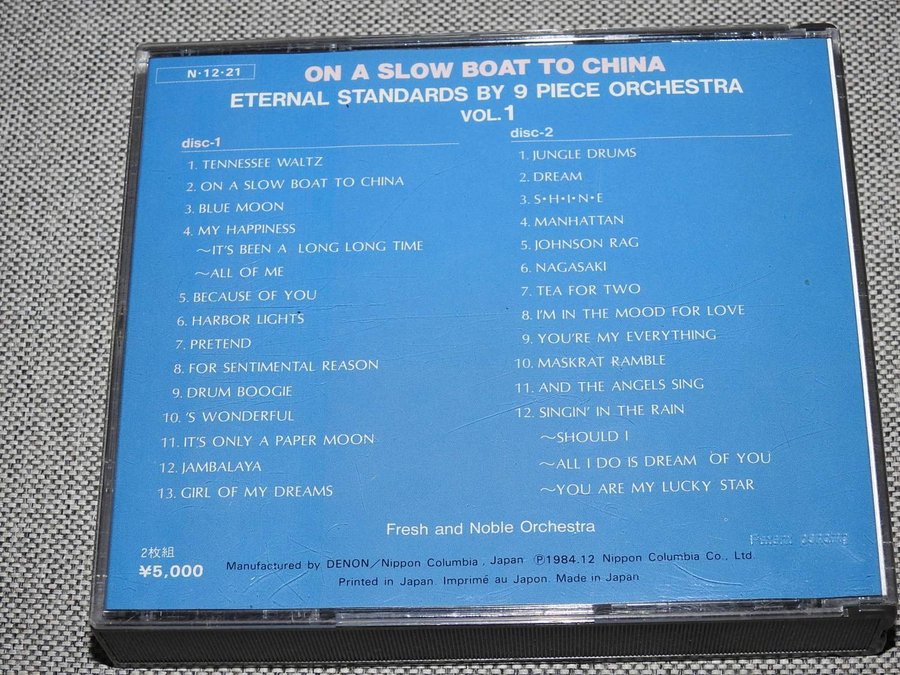 N·12·21
ON A SLOW BOAT TO CHINA
ETERNAL STANDARDS BY 9 PIECE ORCHESTRA
VOL.1
disc-1
1. TENNESSEE WALTZ
2. ON A SLOW BOAT TO CHINA
3. BLUE MOON
4. MY HAPPINESS
~IT'S BEEN A LONG LONG TIME
~ALL OF ME
5. BECAUSE OF YOU
6. HARBOR LIGHTS
7. PRETEND
8. FOR SENTIMENTAL REASON
9. DRUM BOOGIE
10. 'S WONDERFUL
11. IT'S ONLY A PAPER MOON
12. JAMBALAYA
13. GIRL OF MY DREAMS
disc-2
1. JUNGLE DRUMS
2. DREAM
3. S·H·I·N·E
4. MANHATTAN
5. JOHNSON RAG
6. NAGASAKI
7. TEA FOR TWO
8. I'M IN THE MOOD FOR LOVE
9. YOU'RE MY EVERYTHING
10. MASKRAT RAMBLE
11. AND THE ANGELS SING
12. SINGIN' IN THE RAIN
~SHOULD I
~ALL I DO IS DREAM OF YOU
~YOU ARE MY LUCKY STAR
Fresh and Noble Orchestra
2枚組
¥5,000
Manufactured by DENON/Nippon Columbia, Japan ℗1984.12 Nippon Columbia Co., Ltd.
Printed in Japan. Imprimé au Japon. Made in Japan
Patent pending